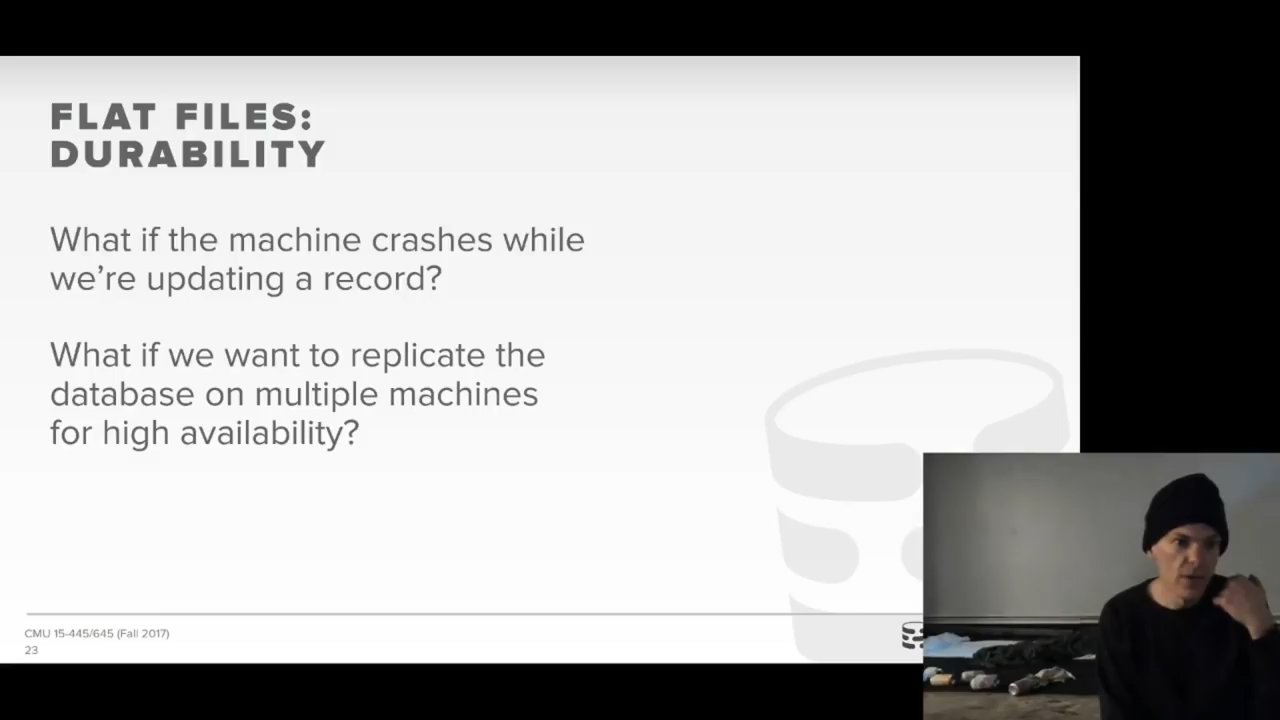 FLAT FILES:
DURABILITY
What if the machine crashes while
we’re updating a record?
What if we want to replicate the
database on multiple machines
for high availability?
CMU 15-445/645 (Fall 2017)
23